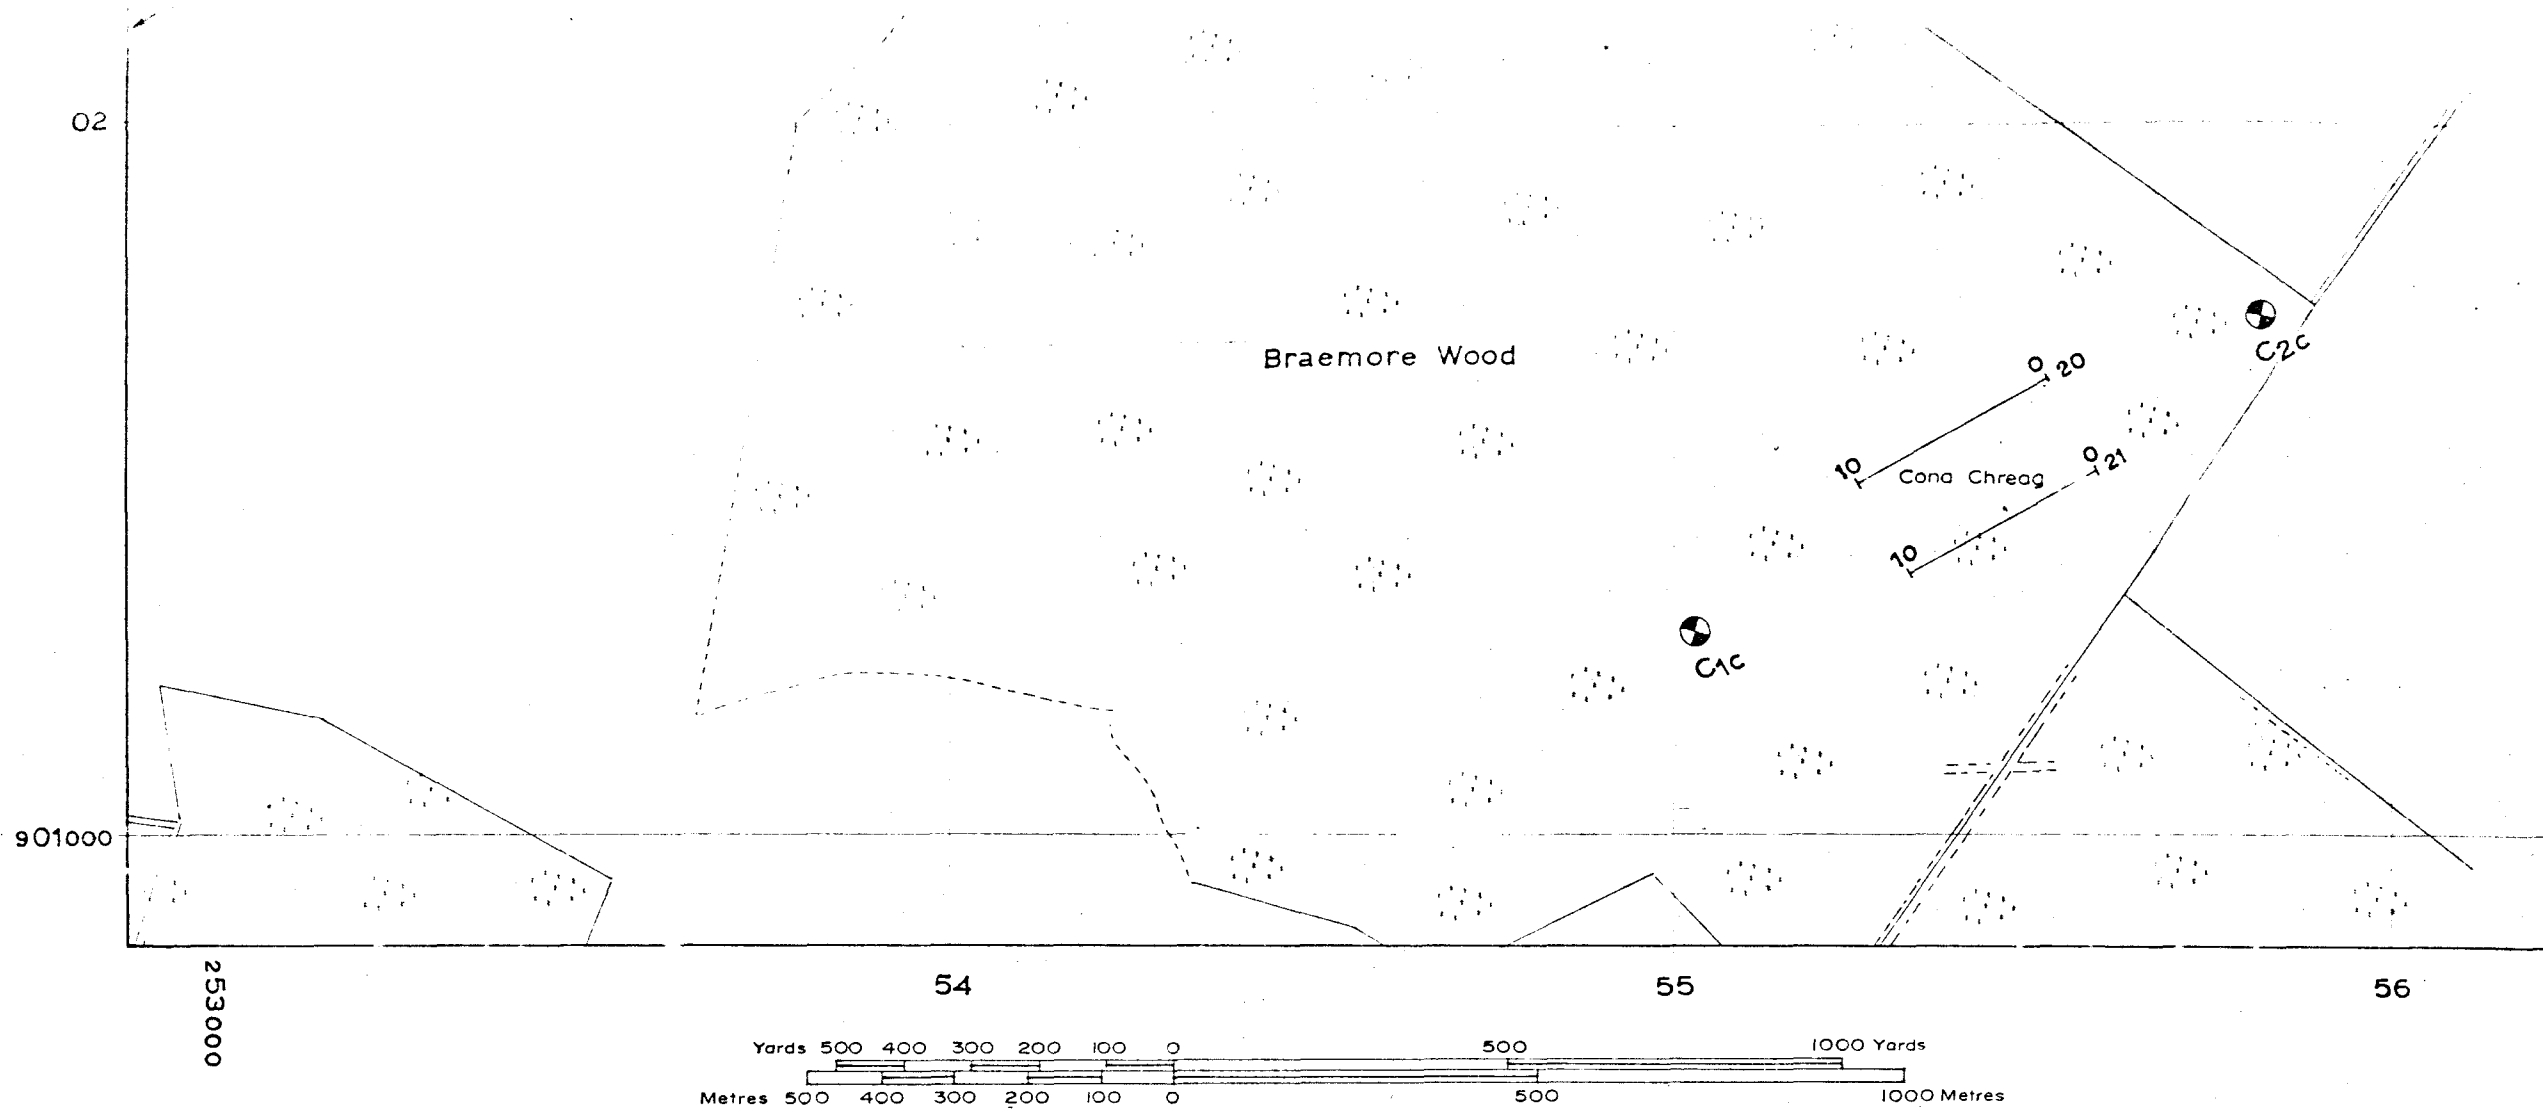 02
Braemore Wood
C2c
0 20
10
Cona Chreag
0 21
10
C1c
901000
253000
54
55
56
Yards 500 400 300 200 100 0 500 1000 Yards
Metres 500 400 300 200 100 0 500 1000 Metres